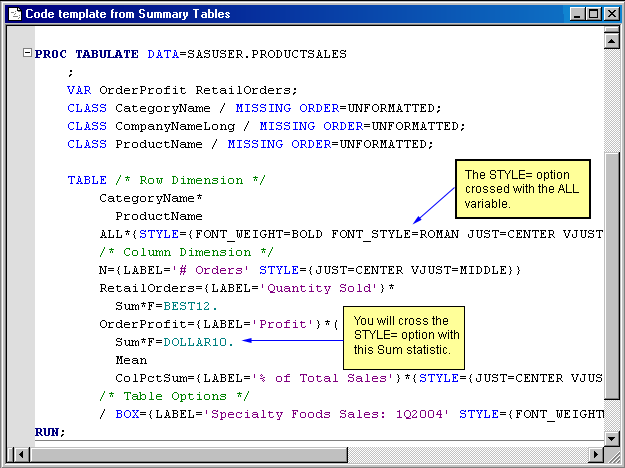 Code template from Summary Tables
PROC TABULATE DATA=SASUSER.PRODUCTSALES
;
VAR OrderProfit RetailOrders;
CLASS CategoryName / MISSING ORDER=UNFORMATTED;
CLASS CompanyNameLong / MISSING ORDER=UNFORMATTED;
CLASS ProductName / MISSING ORDER=UNFORMATTED;
The STYLE= option
crossed with the ALL
variable.
TABLE /* Row Dimension */
CategoryName*
ProductName
ALL*{STYLE={FONT_WEIGHT=BOLD FONT_STYLE=ROMAN JUST=CENTER VJUST
/* Column Dimension */
N={LABEL='# Orders' STYLE={JUST=CENTER VJUST=MIDDLE}}
RetailOrders={LABEL='Quantity Sold'}*
Sum*F=BEST12.
OrderProfit={LABEL='Profit'}*(
Sum*F=DOLLAR10.
You will cross the
STYLE= option with
this Sum statistic.
Mean
ColPctSum={LABEL='% of Total Sales'}*{STYLE={JUST=CENTER VJUS
/* Table Options */
/ BOX={LABEL='Specialty Foods Sales: 1Q2004' STYLE={FONT_WEIGHT
RUN;